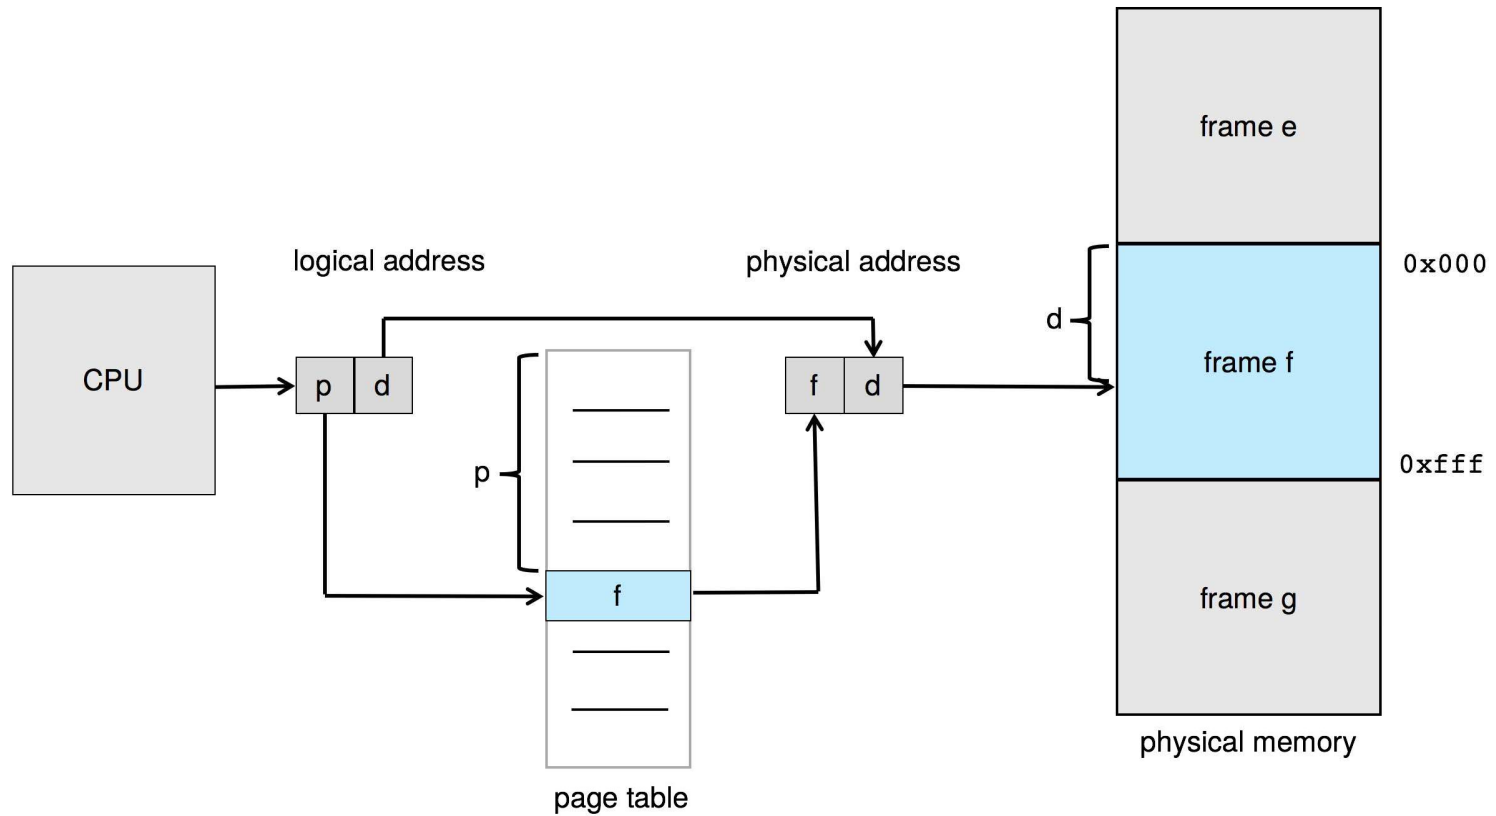 frame e
logical address
physical address
0x000
d
frame f
CPU
p
d
f
d
p
0xfff
f
frame g
physical memory
page table